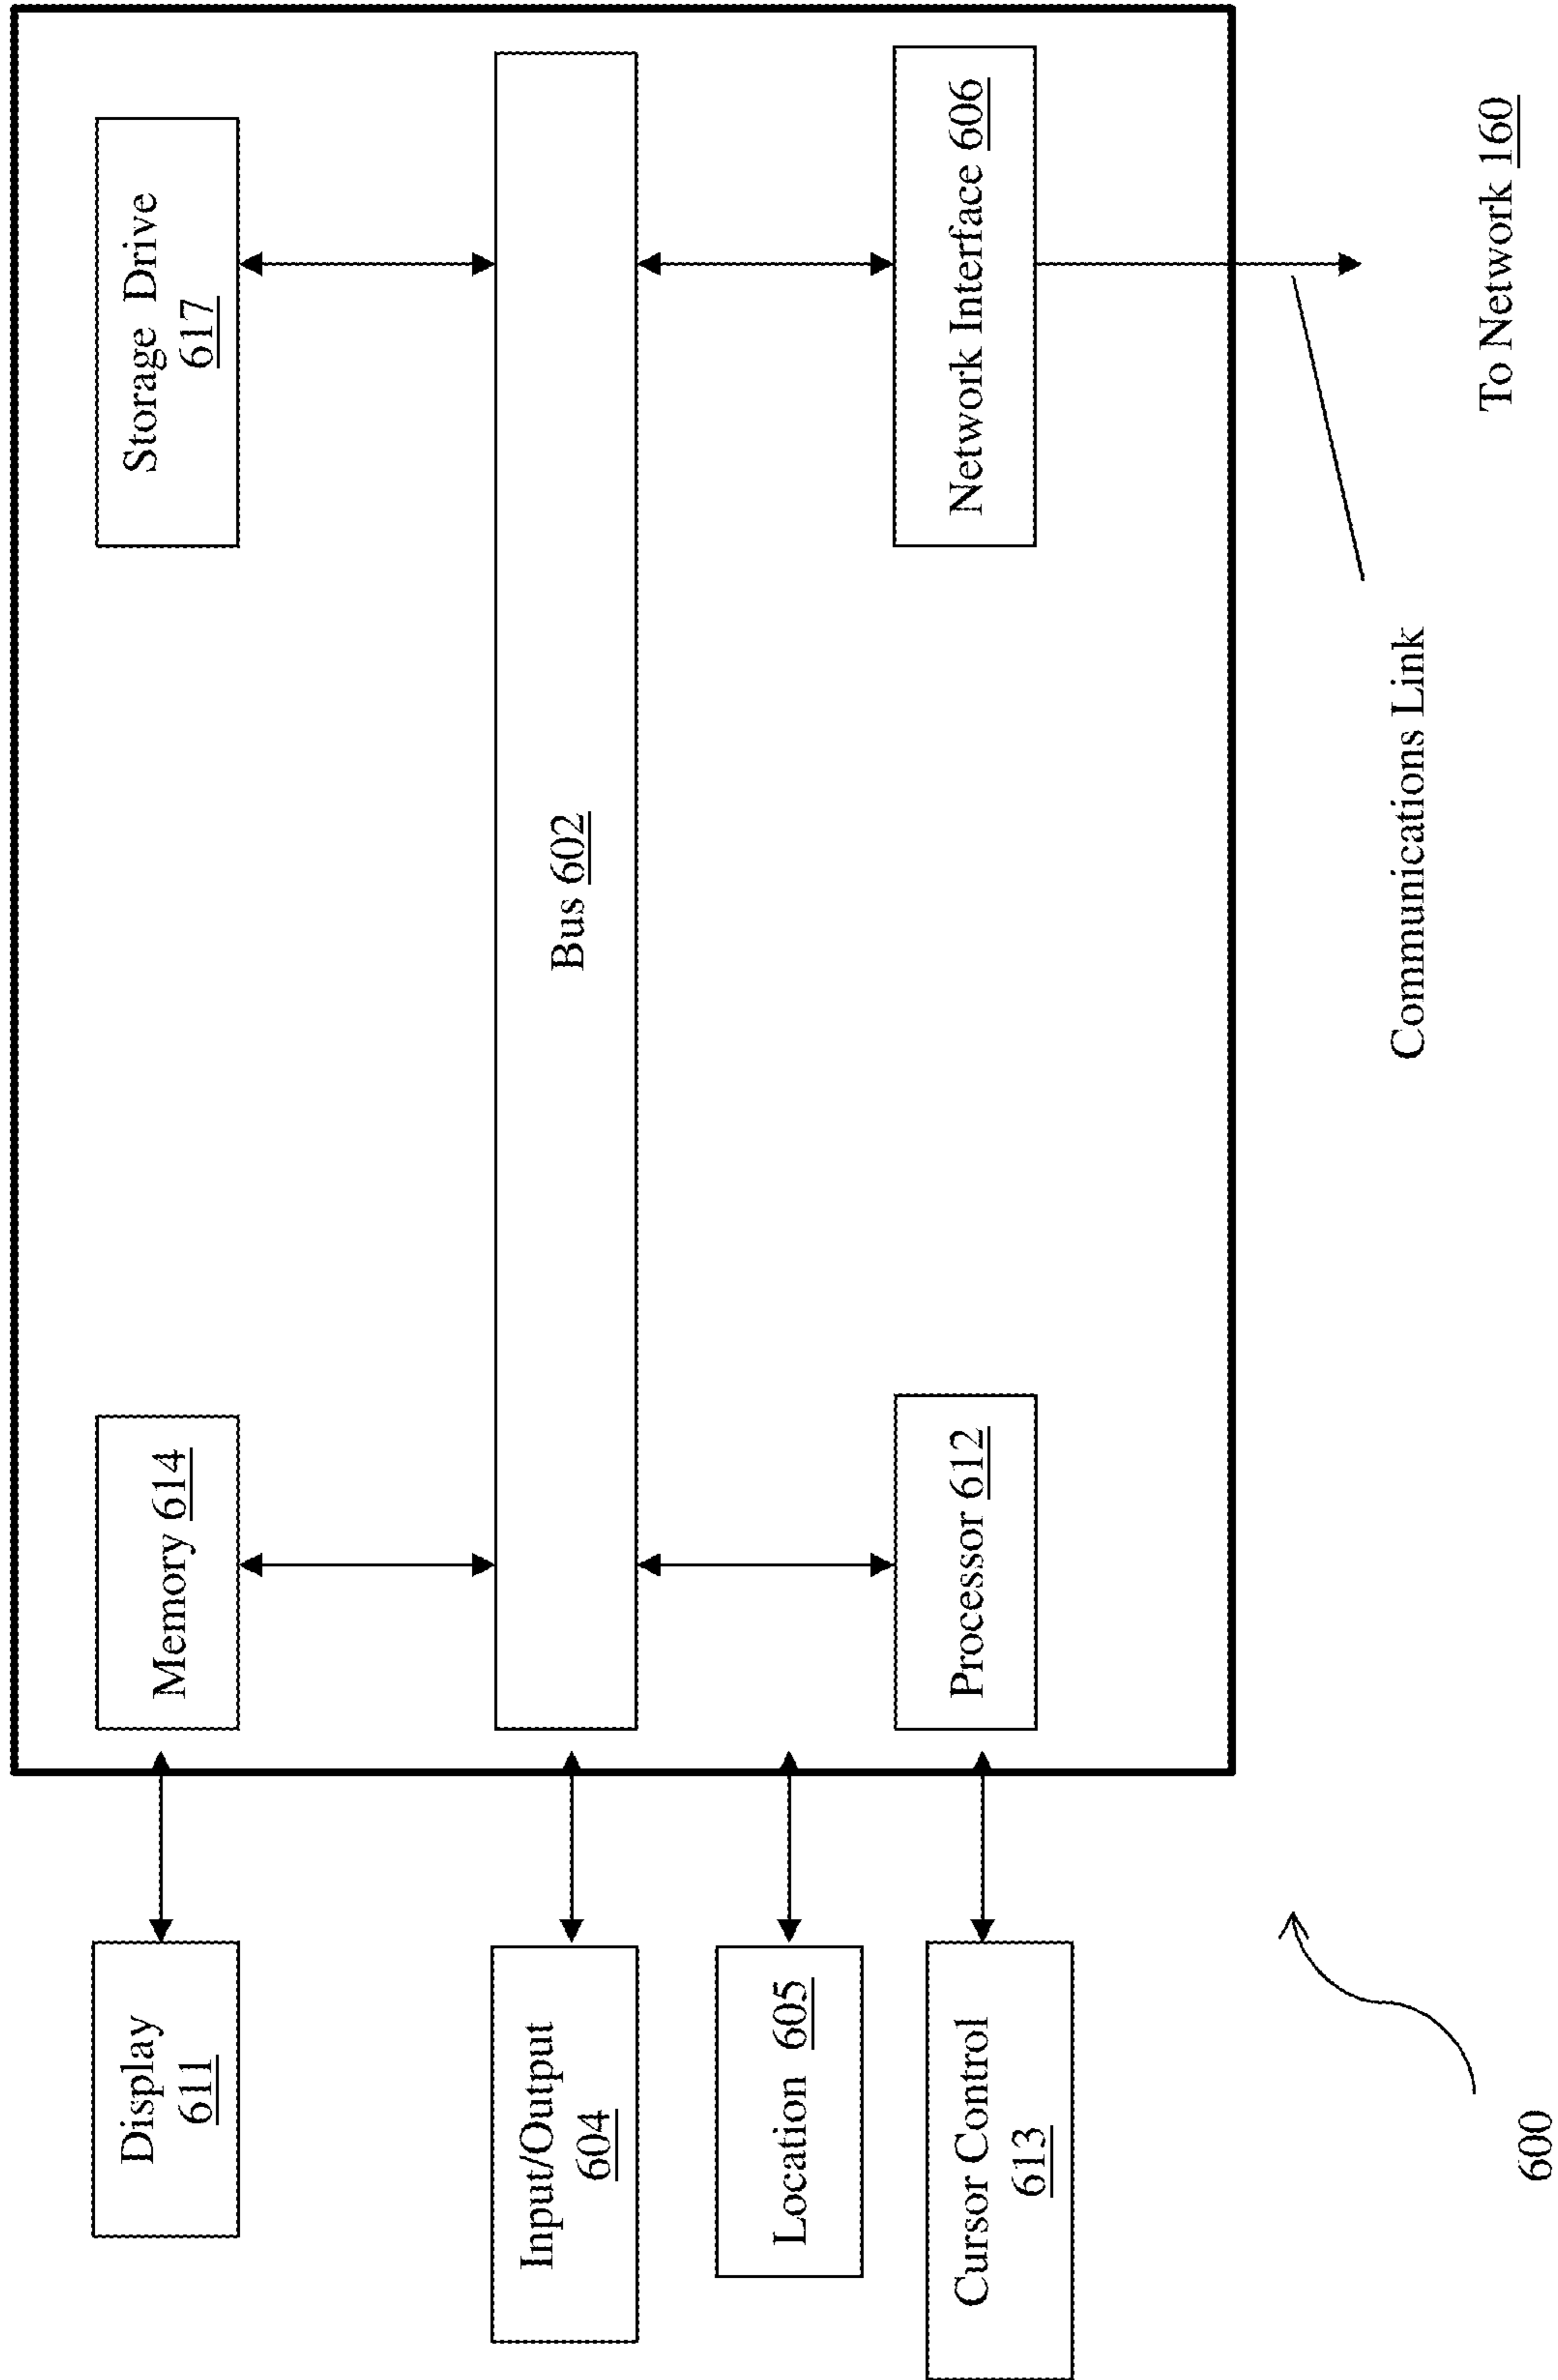 Display
611
Input/Output
604
Location 605
Cursor Control
613
Memory 614
Storage Drive
617
Bus 602
Processor 612
Network Interface 606
Communications Link
To Network 160
600